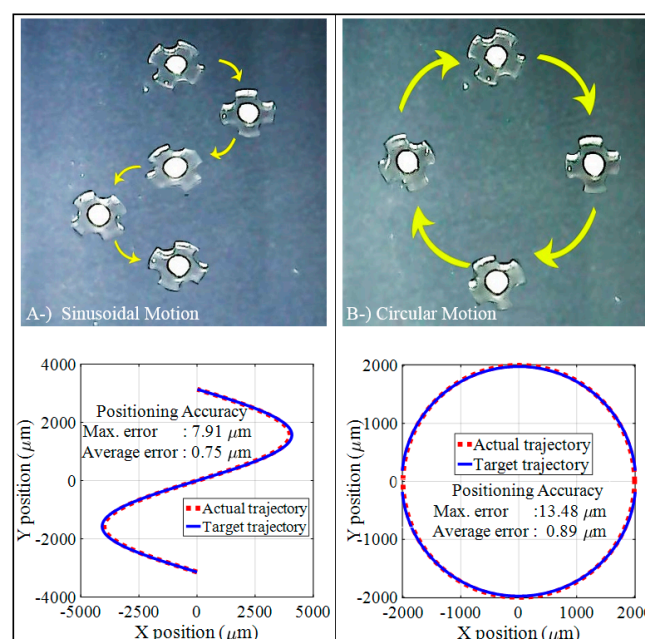 A-) Sinusoidal Motion
B-) Circular Motion
4000
2000
0
-2000
-4000
Y position (μm)
Positioning Accuracy
Max. error : 7.91 μm
Average error : 0.75 μm
Actual trajectory
Target trajectory
-5000
0
5000
X position (μm)
2000
1000
0
-1000
-2000
Y position (μm)
Actual trajectory
Target trajectory
Positioning Accuracy
Max. error :13.48 μm
Average error : 0.89 μm
-2000
-1000
0
1000
2000
X position (μm)